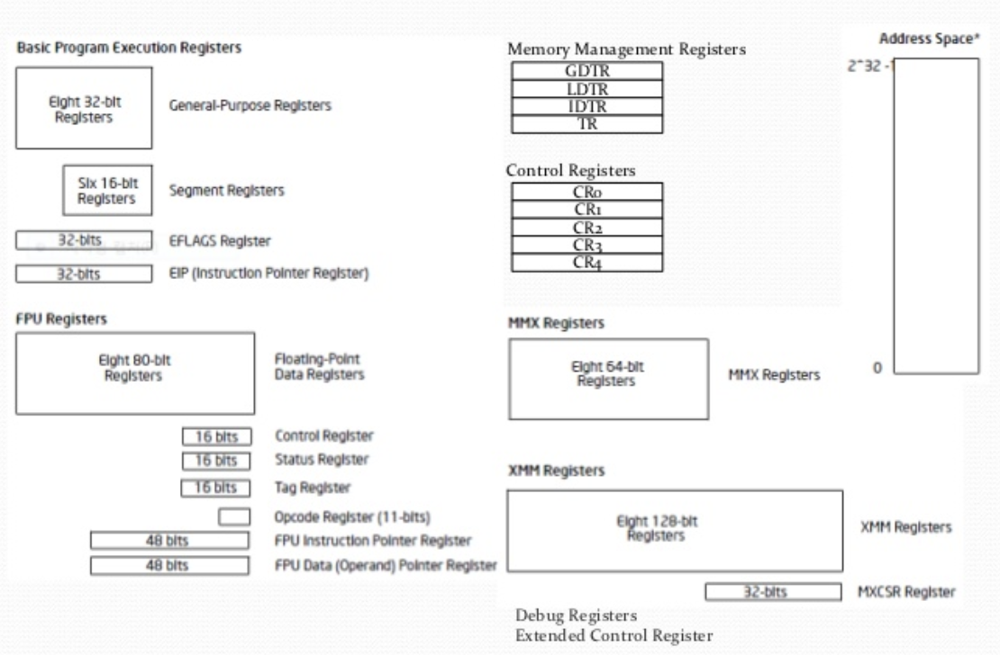 Basic Program Execution Registers
Eight 32-bit
Registers
General-Purpose Registers
Six 16-bit
Registers
Segment Registers
32-bits
EFLAGS Register
32-bits
EIP (Instruction Pointer Register)
FPU Registers
Eight 80-bit
Registers
Floating-Point
Data Registers
16 bits
Control Register
16 bits
Status Register
16 bits
Tag Register
Opcode Register (11-bits)
48 bits
FPU Instruction Pointer Register
48 bits
FPU Data (Operand) Pointer Register
Memory Management Registers
GDTR
LDTR
IDTR
TR
Control Registers
CR0
CR1
CR2
CR3
CR4
MMX Registers
Eight 64-bit
Registers
MMX Registers
XMM Registers
Eight 128-bit
Registers
XMM Registers
32-bits
MXCSR Register
Debug Registers
Extended Control Register
Address Space*
2^32 -1
0